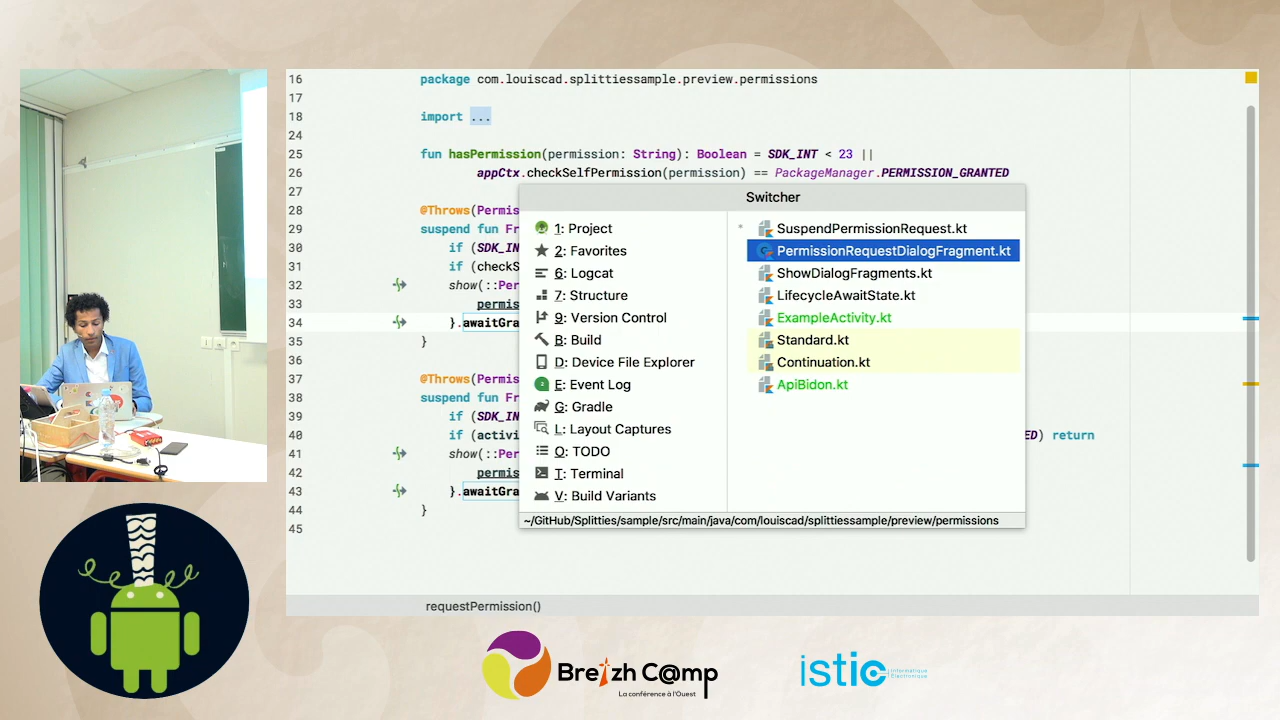 16 package com.louiscad.splittiessample.preview.permissions
17
18 import ...
24
25 fun hasPermission(permission: String): Boolean = SDK_INT < 23 ||
26 appCtx.checkSelfPermission(permission) == PackageManager.PERMISSION_GRANTED
27
28 @Throws(Permis
29 suspend fun Fr
30 if (SDK_IN
31 if (checkS
32 show(::Per
33 permis
34 }.awaitGra
35 }
36
37 @Throws(Permis
38 suspend fun Fr
39 if (SDK_IN
40 if (activi ED) return
41 show(::Per
42 permis
43 }.awaitGra
44 }
45
Switcher
1: Project
2: Favorites
6: Logcat
7: Structure
9: Version Control
B: Build
D: Device File Explorer
E: Event Log
G: Gradle
L: Layout Captures
O: TODO
T: Terminal
V: Build Variants
SuspendPermissionRequest.kt
PermissionRequestDialogFragment.kt
ShowDialogFragments.kt
LifecycleAwaitState.kt
ExampleActivity.kt
Standard.kt
Continuation.kt
ApiBidon.kt
~/GitHub/Splitties/sample/src/main/java/com/louiscad/splittiessample/preview/permissions
requestPermission()
Breizh C@mp
La conférence à l'Ouest
istic Informatique
Électronique